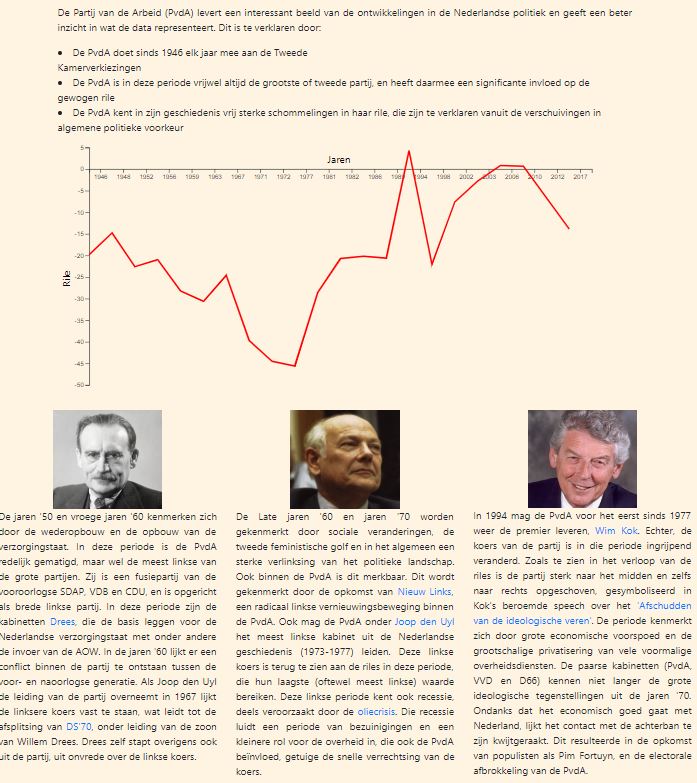 De Partij van de Arbeid (PvdA) levert een interessant beeld van de ontwikkelingen in de Nederlandse politiek en geeft een beter
inzicht in wat de data representeert. Dit is te verklaren door:
• De PvdA doet sinds 1946 elk jaar mee aan de Tweede
Kamerverkiezingen
• De PvdA is in deze periode vrijwel altijd de grootste of tweede partij, en heeft daarmee een significante invloed op de
gewogen rile
• De PvdA kent in zijn geschiedenis vrij sterke schommelingen in haar rile, die zijn te verklaren vanuit de verschuivingen in
algemene politieke voorkeur
Jaren
1946 1948 1952 1956 1959 1963 1967 1971 1972 1977 1981 1982 1986 1989 1994 1998 2002 2003 2006 2010 2012 2017
5
0
-5
-10
-15
-20
-25
-30
-35
-40
-45
-50
Rile
De jaren '50 en vroege jaren '60 kenmerken zich
door de wederopbouw en de opbouw van de
verzorgingstaat. In deze periode is de PvdA
redelijk gematigd, maar wel de meest linkse van
de grote partijen. Zij is een fusiepartij van de
vooroorlogse SDAP, VDB en CDU, en is opgericht
als brede linkse partij. In deze periode zijn de
kabinetten Drees, die de basis leggen voor de
Nederlandse verzorgingstaat met onder andere
de invoer van de AOW. In de jaren '60 lijkt er een
conflict binnen de partij te ontstaan tussen de
voor- en naoorlogse generatie. Als Joop den Uyl
de leiding van de partij overneemt in 1967 lijkt
de linksere koers vast te staan, wat leidt tot de
afsplitsing van DS'70, onder leiding van de zoon
van Willem Drees. Drees zelf stapt overigens ook
uit de partij, uit onvrede over de linkse koers.
De Late jaren '60 en jaren '70 worden
gekenmerkt door sociale veranderingen, de
tweede feministische golf en in het algemeen een
sterke verlinksing van het politieke landschap.
Ook binnen de PvdA is dit merkbaar. Dit wordt
gekenmerkt door de opkomst van Nieuw Links,
een radicaal linkse vernieuwingsbeweging binnen
de PvdA. Ook mag de PvdA onder Joop den Uyl
het meest linkse kabinet uit de Nederlandse
geschiedenis (1973-1977) leiden. Deze linkse
koers is terug te zien aan de riles in deze periode,
die hun laagste (oftewel meest linkse) waarde
bereiken. Deze linkse periode kent ook recessie,
deels veroorzaakt door de oliecrisis. Die recessie
luidt een periode van bezuinigingen en een
kleinere rol voor de overheid in, die ook de PvdA
beïnvloed, getuige de snelle verrechtsing van de
koers.
In 1994 mag de PvdA voor het eerst sinds 1977
weer de premier leveren, Wim Kok. Echter, de
koers van de partij is in die periode ingrijpend
veranderd. Zoals te zien in het verloop van de
riles is de partij sterk naar het midden en zelfs
naar rechts opgeschoven, gesymboliseerd in
Kok's beroemde speech over het 'Afschudden
van de ideologische veren'. De periode kenmerkt
zich door grote economische voorspoed en de
grootschalige privatisering van vele voormalige
overheidsdiensten. De paarse kabinetten (PvdA,
VVD en D66) kennen niet langer de grote
ideologische tegenstellingen uit de jaren '70.
Ondanks dat het economisch goed gaat met
Nederland, lijkt het contact met de achterban te
zijn kwijtgeraakt. Dit resulteerde in de opkomst
van populisten als Pim Fortuyn, en de electorale
afbrokkeling van de PvdA.